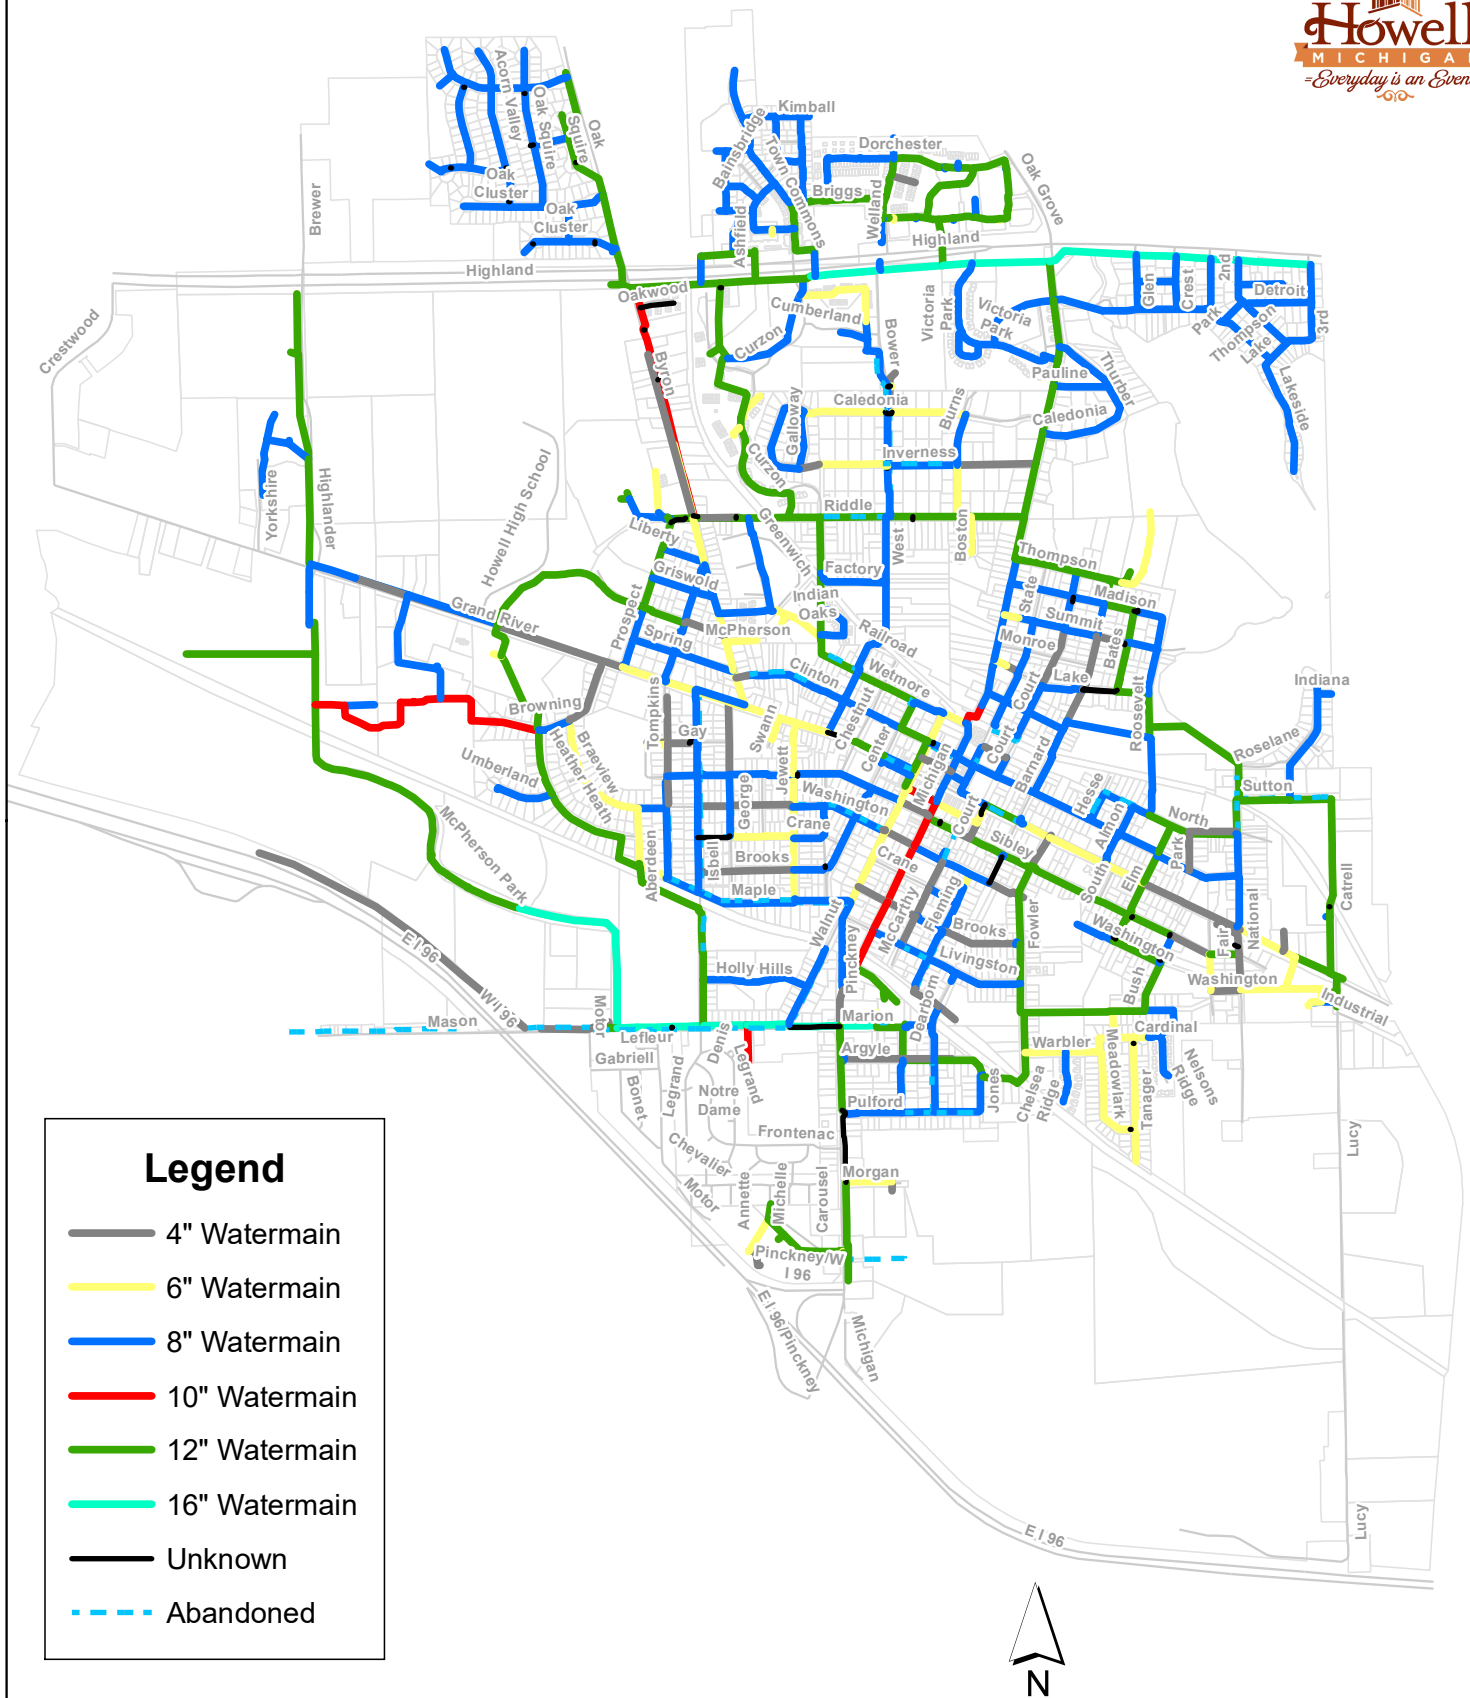 Howell
MICHIGA
Everyday is an Even
Kimball
Acorn Valley
Oak Squire
Oak Squire
Bainsbridge
Town Commons
Dorchester
Oak Grove
Brewer
Oak Cluster
Briggs
Welland
Oak Cluster
Ashfield
Highland
Highland
Oakwood
Cumberland
Victoria Park
Victoria Park
Glen
Crest
2nd
Detroit
Park
Thompson Lake
3rd
Crestwood
Curzon
Bower
Byron
Pauline
Thurber
Lakeside
Caledonia
Caledonia
Burns
Galloway
Inverness
Curzon
Yorkshire
Highlander
Howell High School
Riddle
Liberty
Greenwich
West
Boston
Thompson
Griswold
Factory
Indian Oaks
State
Madison
Grand River
Prospect
Spring
McPherson
Railroad
Summit
Monroe
Bates
Clinton
Wetmore
Lake
Court
Indiana
Browning
Tompkins
Swann
Chestnut
Roosevelt
Gay
Center
Michigan
Court
Barnard
Roselane
Heather Heath
Braeview
Umberland
Jewett
Washington
George
Hesse
Sutton
Crane
Court
Sibley
Almon
North
McPherson Park
Aberdeen
Isbell
Brooks
Crane
Park
Maple
South
Elm
Catrell
McCarthy
Fleming
Walnut
Brooks
Fowler
Washington
Fair
National
E I 96
W I 96
Holly Hills
Pinckney
Livingston
Bush
Washington
Industrial
Mason
Motor
Lefleur
Denis
Marion
Dearborn
Cardinal
Gabriell
Legrand
Argyle
Warbler
Meadowlark
Nelsons Ridge
Bonet
Legrand
Notre Dame
Pulford
Jones
Chelsea Ridge
Tanager
Frontenac
Lucy
Chevalier
Morgan
Motor
Annette
Michelle
Carousel
Pinckney/W I 96
E I 96/Pinckney
Michigan
Lucy
E I 96
Legend
4" Watermain
6" Watermain
8" Watermain
10" Watermain
12" Watermain
16" Watermain
Unknown
Abandoned
N